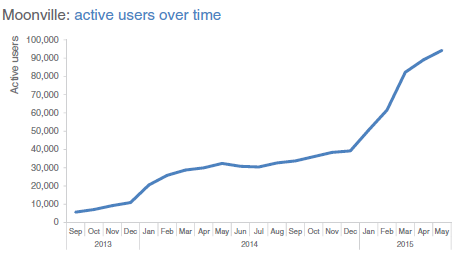 Moonville: active users over time
Active users
100,000
90,000
80,000
70,000
60,000
50,000
40,000
30,000
20,000
10,000
0
Sep Oct Nov Dec Jan Feb Mar Apr May Jun Jul Aug Sep Oct Nov Dec Jan Feb Mar Apr May
2013 2014 2015